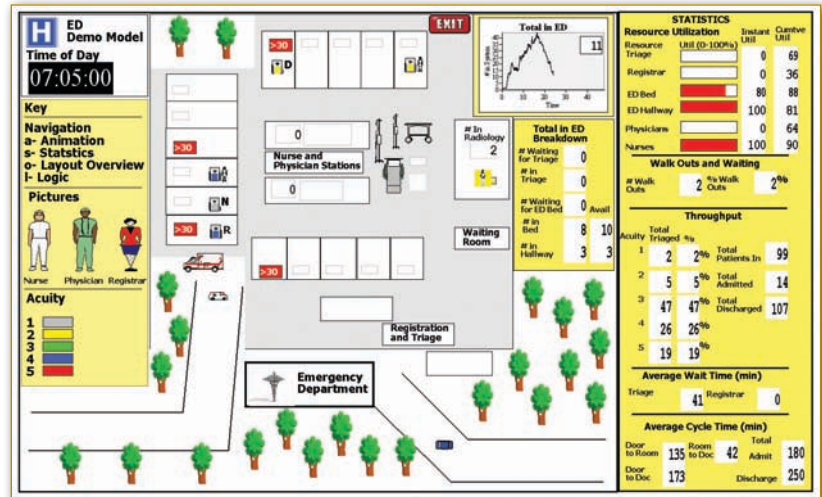 H
ED
Demo Model
Time of Day
07:05:00
Key
Navigation
a- Animation
s- Statstics
o- Layout Overview
l- Logic
Pictures
Nurse Physician Registrar
Acuity
1
2
3
4
5
EXIT
>30
D
>30
N
>30 R
0
Nurse and
Physician Stations
0
>30
# In
Radiology
2
Waiting
Room
Registration
and Triage
Emergency
Department
Total in ED
11
0 10 20 30 40 50
Time
Total in ED
Breakdown
# Waiting
for Triage 0
# in
Triage 0
# Waiting
for ED Bed 0 Avail
# in
Bed 8 10
# in
Hallway 3 3
STATISTICS
Resource Utilization Instant Util Cumtve Util
Resource Util (0-100%)
Triage 0 69
Registrar 0 36
ED Bed 80 88
ED Hallway 100 81
Physicians 0 64
Nurses 100 90
Walk Outs and Waiting
# Walk Outs 2 % Walk Outs 2%
Throughput
Acuity Total Triaged %
1 2 2% Total Patients In 99
2 5 5% Total Admitted 14
3 47 47% Total Discharged 107
4 26 26%
5 19 19%
Average Wait Time (min)
Triage 41 Registrar 0
Average Cycle Time (min)
Door to Room 135 Room to Doc 42 Total Admit 180
Door to Doc 173 Discharge 250